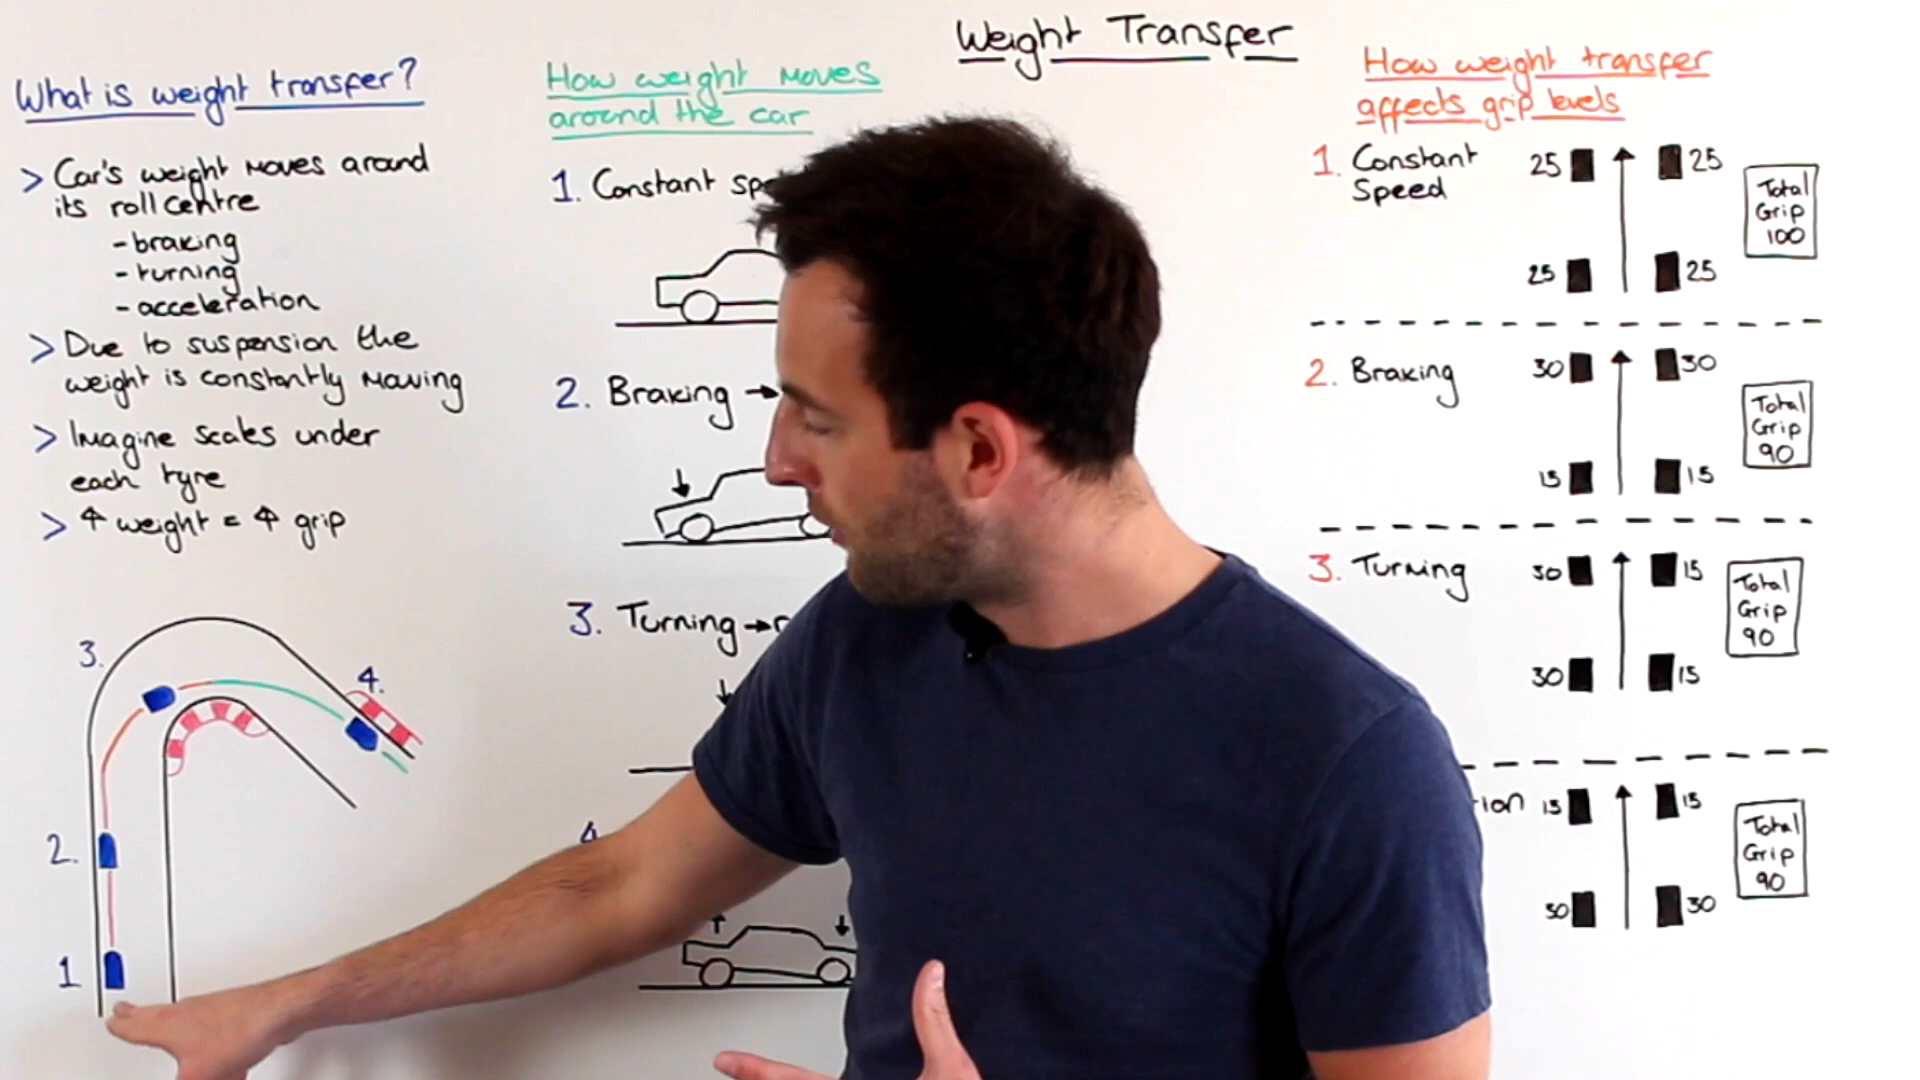 Weight Transfer
What is weight transfer?
> Car's weight moves around
its roll centre
- braking
- turning
- acceleration
> Due to suspension the
weight is constantly moving
> Imagine scales under
each tyre
> ↑ weight = ↑ grip
3.
4.
2.
1
How weight moves
around the car
1. Constant
2. Braking →
3. Turning →
4
How weight transfer
affects grip levels
1. Constant
Speed
25 25
25 25
Total
Grip
100
2. Braking
30 30
15 15
Total
Grip
90
3. Turning
30 15
30 15
Total
Grip
90
15 15
30 30
Total
Grip
90